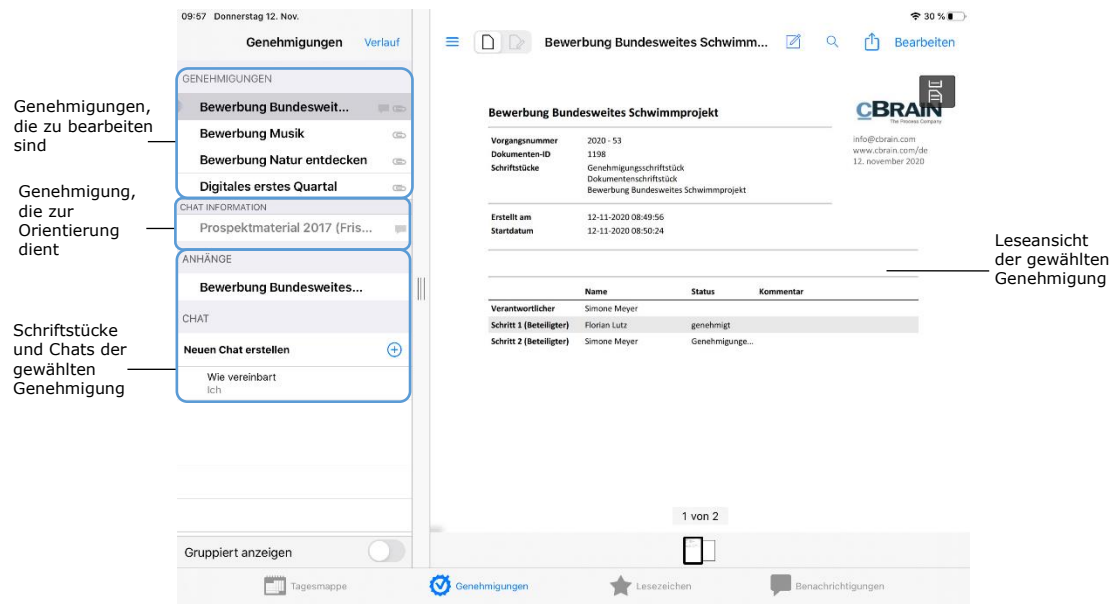 09:57 Donnerstag 12. Nov.
30 %
Genehmigungen Verlauf
Bewerbung Bundesweites Schwimm...
Bearbeiten
Genehmigungen,
die zu bearbeiten
sind
GENEHMIGUNGEN
Bewerbung Bundesweit...
Bewerbung Musik
Bewerbung Natur entdecken
Digitales erstes Quartal
Genehmigung,
die zur
Orientierung
dient
CHAT INFORMATION
Prospektmaterial 2017 (Fris...
Schriftstücke
und Chats der
gewählten
Genehmigung
ANHÄNGE
Bewerbung Bundesweites...
CHAT
Neuen Chat erstellen
Wie vereinbart
Ich
Gruppiert anzeigen
Bewerbung Bundesweites Schwimmprojekt
CBRAIN
The Process Company
info@cbrain.com
www.cbrain.com/de
12. november 2020
Vorgangsnummer 2020 - 53
Dokumenten-ID 1198
Schriftstücke Genehmigungsschriftstück
Dokumentenschriftstück
Bewerbung Bundesweites Schwimmprojekt
Erstellt am 12-11-2020 08:49:56
Startdatum 12-11-2020 08:50:24
Name Status Kommentar
Verantwortlicher Simone Meyer
Schritt 1 (Beteiligter) Florian Lutz genehmigt
Schritt 2 (Beteiligter) Simone Meyer Genehmigunge...
Leseansicht
der gewählten
Genehmigung
1 von 2
Tagesmappe
Genehmigungen
Lesezeichen
Benachrichtigungen